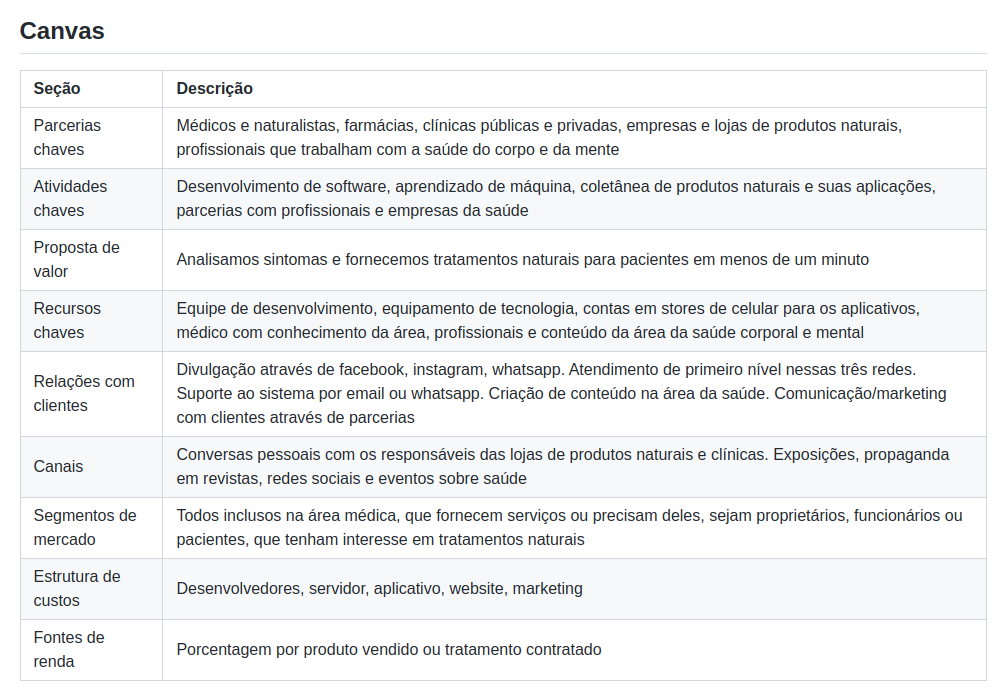 Canvas
Seção Descrição
Parcerias chaves
Médicos e naturalistas, farmácias, clínicas públicas e privadas, empresas e lojas de produtos naturais,
profissionais que trabalham com a saúde do corpo e da mente
Atividades chaves
Desenvolvimento de software, aprendizado de máquina, coletânea de produtos naturais e suas aplicações,
parcerias com profissionais e empresas da saúde
Proposta de valor
Analisamos sintomas e fornecemos tratamentos naturais para pacientes em menos de um minuto
Recursos chaves
Equipe de desenvolvimento, equipamento de tecnologia, contas em stores de celular para os aplicativos,
médico com conhecimento da área, profissionais e conteúdo da área da saúde corporal e mental
Relações com clientes
Divulgação através de facebook, instagram, whatsapp. Atendimento de primeiro nível nessas três redes.
Suporte ao sistema por email ou whatsapp. Criação de conteúdo na área da saúde. Comunicação/marketing
com clientes através de parcerias
Canais
Conversas pessoais com os responsáveis das lojas de produtos naturais e clínicas. Exposições, propaganda
em revistas, redes sociais e eventos sobre saúde
Segmentos de mercado
Todos inclusos na área médica, que fornecem serviços ou precisam deles, sejam proprietários, funcionários ou
pacientes, que tenham interesse em tratamentos naturais
Estrutura de custos
Desenvolvedores, servidor, aplicativo, website, marketing
Fontes de renda
Porcentagem por produto vendido ou tratamento contratado